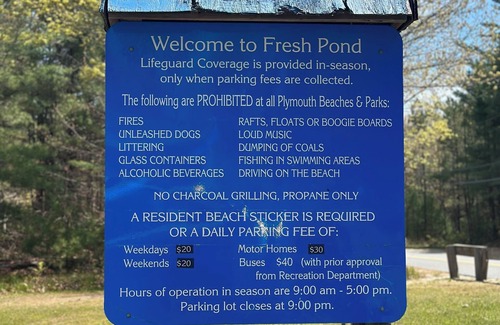 Welcome to Fresh Pond
Lifeguard Coverage is provided in-season,
only when parking fees are collected.
The following are PROHIBITED at all Plymouth Beaches & Parks:
FIRES
UNLEASHED DOGS
LITTERING
GLASS CONTAINERS
ALCOHOLIC BEVERAGES
RAFTS, FLOATS OR BOOGIE BOARDS
LOUD MUSIC
DUMPING OF COALS
FISHING IN SWIMMING AREAS
DRIVING ON THE BEACH
NO CHARCOAL GRILLING, PROPANE ONLY
A RESIDENT BEACH STICKER IS REQUIRED
OR A DAILY PARKING FEE OF:
Weekdays $20
Weekends $20
Motor Homes $30
Buses $40 (with prior approval
from Recreation Department)
Hours of operation in season are 9:00 am - 5:00 pm.
Parking lot closes at 9:00 pm.